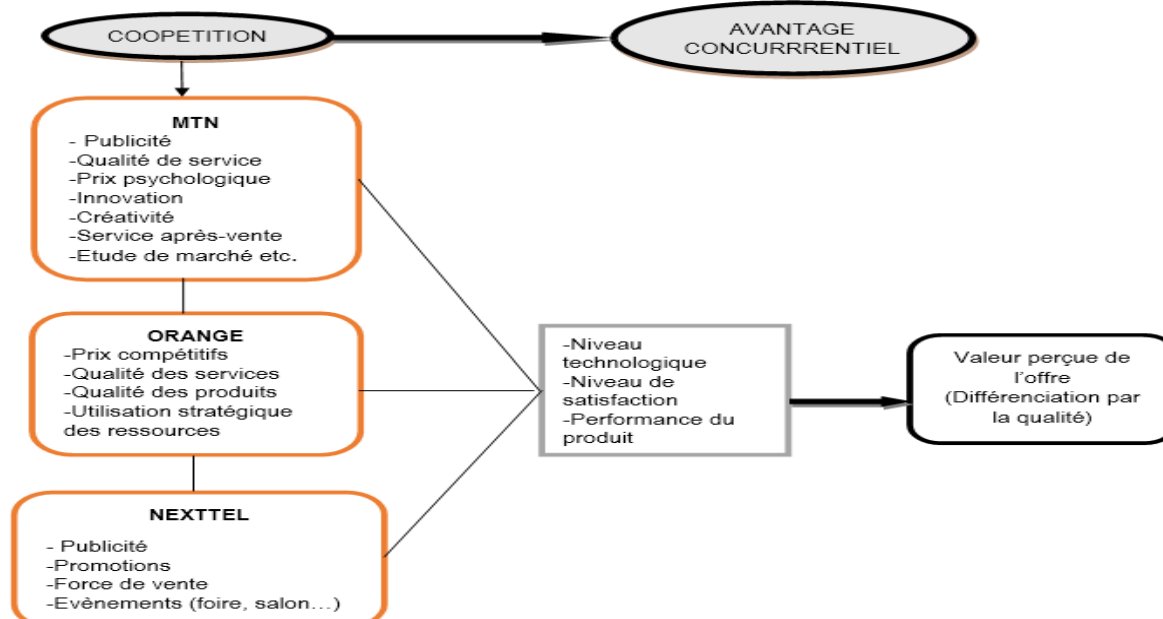 COOPETITION
AVANTAGE
CONCURRRENTIEL
MTN
- Publicité
-Qualité de service
-Prix psychologique
-Innovation
-Créativité
-Service après-vente
-Etude de marché etc.
ORANGE
-Prix compétitifs
-Qualité des services
-Qualité des produits
-Utilisation stratégique
des ressources
NEXTTEL
- Publicité
-Promotions
-Force de vente
-Evènements (foire, salon…)
-Niveau
technologique
-Niveau de
satisfaction
-Performance du
produit
Valeur perçue de
l’offre
(Différenciation par
la qualité)